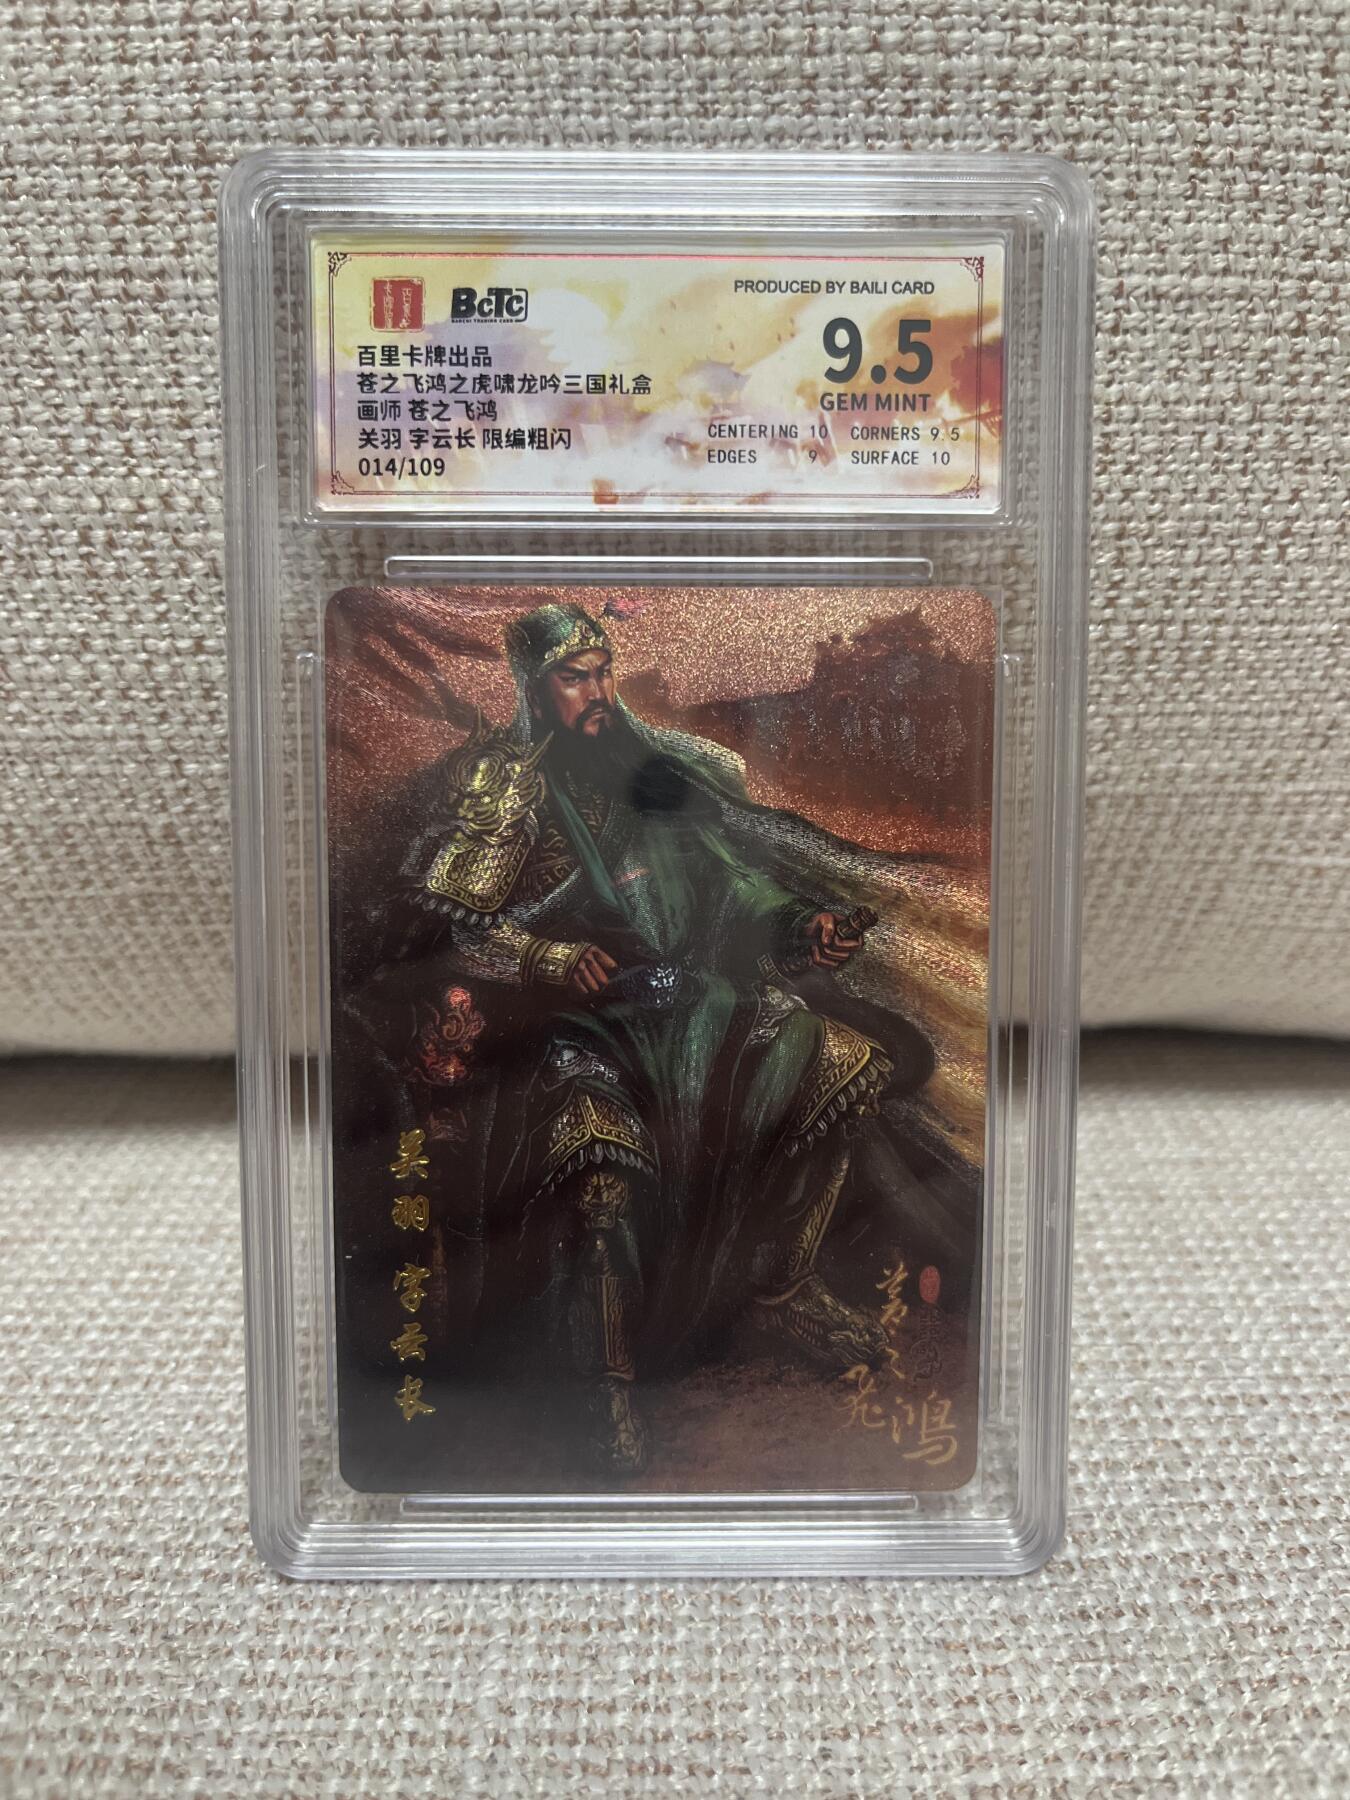 BCTC
PRODUCED BY BAILI CARD
百里卡牌出品
苍之飞鸿之虎啸龙吟三国礼盒
画师 苍之飞鸿
关羽 字云长 限编粗闪
014/109
9.5
GEM MINT
CENTERING 10 CORNERS 9.5
EDGES 9 SURFACE 10
关羽 字云长
苍之飞鸿